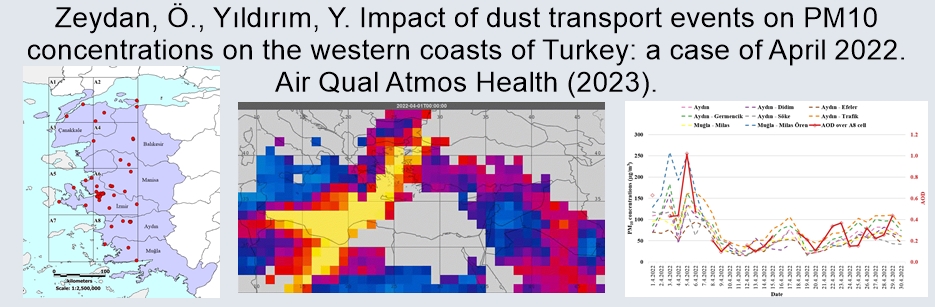 Zeydan, Ö., Yıldırım, Y. Impact of dust transport events on PM10
concentrations on the western coasts of Turkey: a case of April 2022.
Air Qual Atmos Health (2023).
A1 A2
Çanakkale
A4
Balıkesir
Manisa
A5 A6
İzmir
A7 A8
Aydın
Muğla
0 100
kilometers
Scale: 1:2,500,000
2022-04-01T00:00:00
Aydın
Aydın - Didim
Aydın - Efeler
Aydın - Germencik
Aydın - Söke
Aydın - Trafik
Mugla - Milas
Mugla - Milas Ören
AOD over A8 cell
PM10 concentrations (µg/m³)
300
250
200
150
100
50
0
1.2
1.0
0.8
0.6
0.4
0.2
0.0
AOD
1.4.2022
2.4.2022
3.4.2022
4.4.2022
5.4.2022
6.4.2022
7.4.2022
8.4.2022
9.4.2022
10.4.2022
11.4.2022
12.4.2022
13.4.2022
14.4.2022
15.4.2022
16.4.2022
17.4.2022
18.4.2022
19.4.2022
20.4.2022
21.4.2022
22.4.2022
23.4.2022
24.4.2022
25.4.2022
26.4.2022
27.4.2022
28.4.2022
29.4.2022
30.4.2022
Date